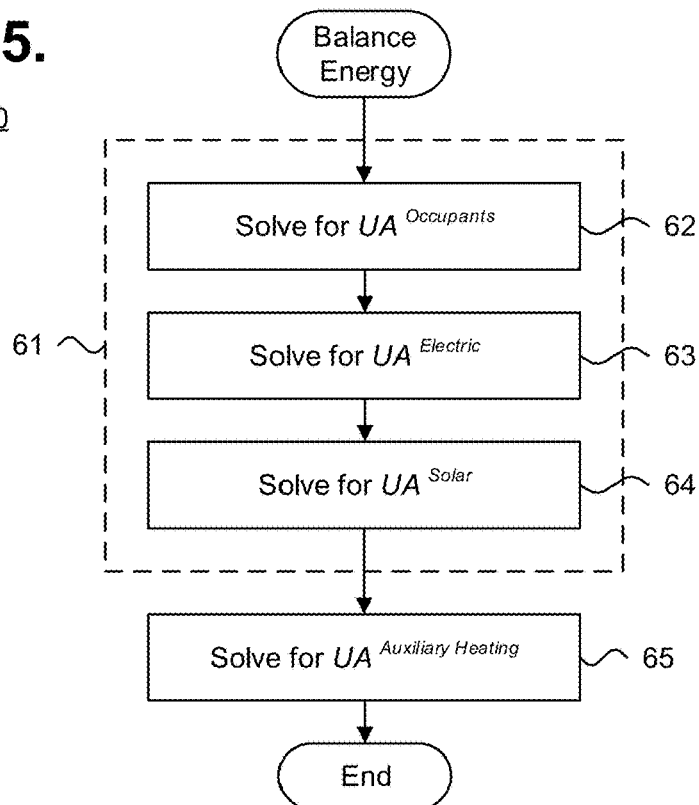 5.
0
Balance
Energy
Solve for UA Occupants
62
Solve for UA Electric
61
63
Solve for UA Solar
64
Solve for UA Auxiliary Heating
65
End